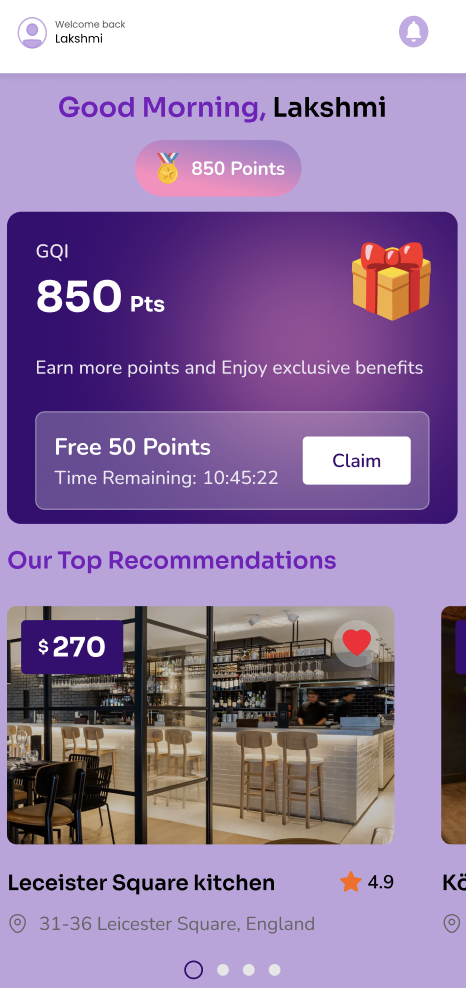 Welcome back
Lakshmi
Good Morning, Lakshmi
850 Points
GQI
850 Pts
Earn more points and Enjoy exclusive benefits
Free 50 Points
Time Remaining: 10:45:22
Claim
Our Top Recommendations
$270
Leceister Square kitchen
4.9
Kö
31-36 Leicester Square, England